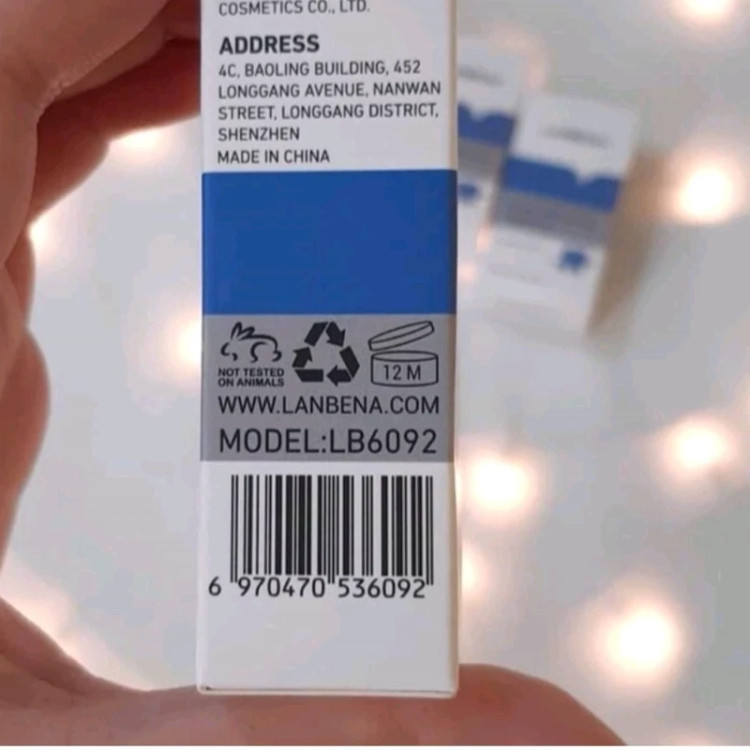 COSMETICS CO., LTD.
ADDRESS
4C, BAOLING BUILDING, 452
LONGGANG AVENUE, NANWAN
STREET, LONGGANG DISTRICT,
SHENZHEN
MADE IN CHINA
NOT TESTED
ON ANIMALS
12 M
WWW.LANBENA.COM
MODEL:LB6092
6 970470 536092